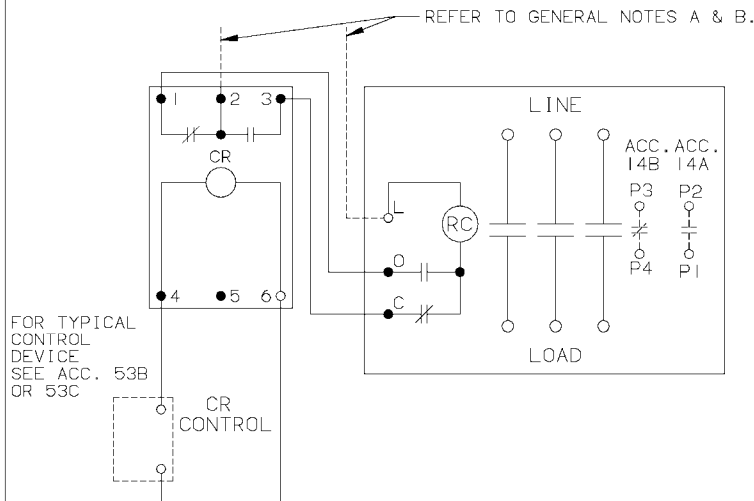 REFER TO GENERAL NOTES A & B.
1 2 3
CR
4 5 6
FOR TYPICAL
CONTROL
DEVICE
SEE ACC. 53B
OR 53C
CR
CONTROL
LINE
ACC. ACC.
14B 14A
P3 P2
L
RC
O
P4 P1
C
LOAD